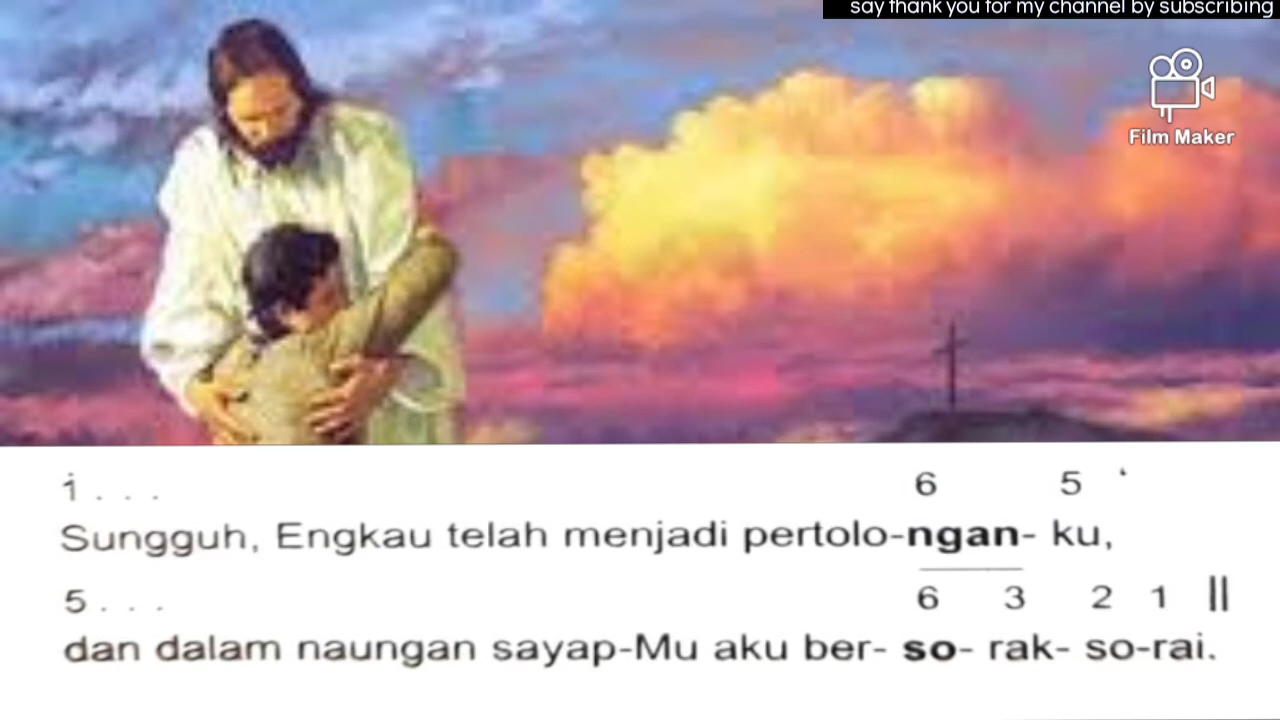 say thank you for my channel by subscribing
Film Maker
i . . . 6 5 ‘
Sungguh, Engkau telah menjadi pertolo-ngan- ku,
5 . . . 6 3 2 1 ||
dan dalam naungan sayap-Mu aku ber- so- rak- so-rai.